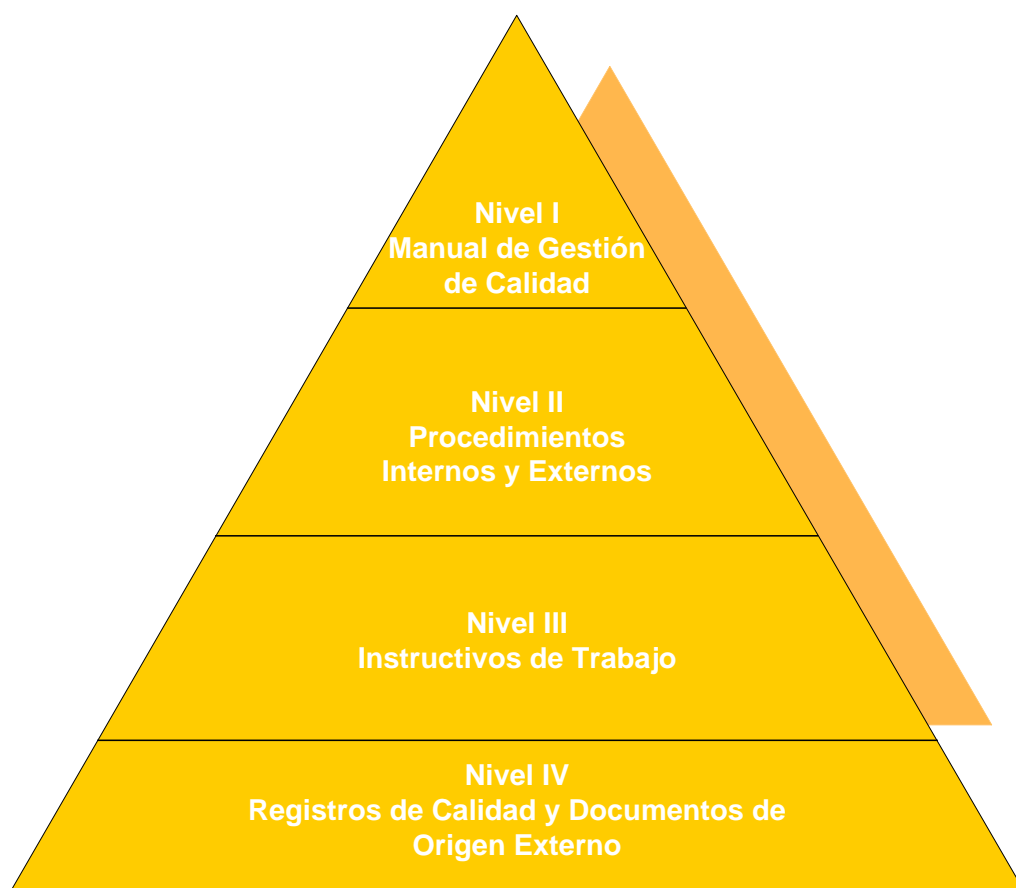 Nivel I
Manual de Gestión
de Calidad
Nivel II
Procedimientos
Internos y Externos
Nivel III
Instructivos de Trabajo
Nivel IV
Registros de Calidad y Documentos de
Origen Externo